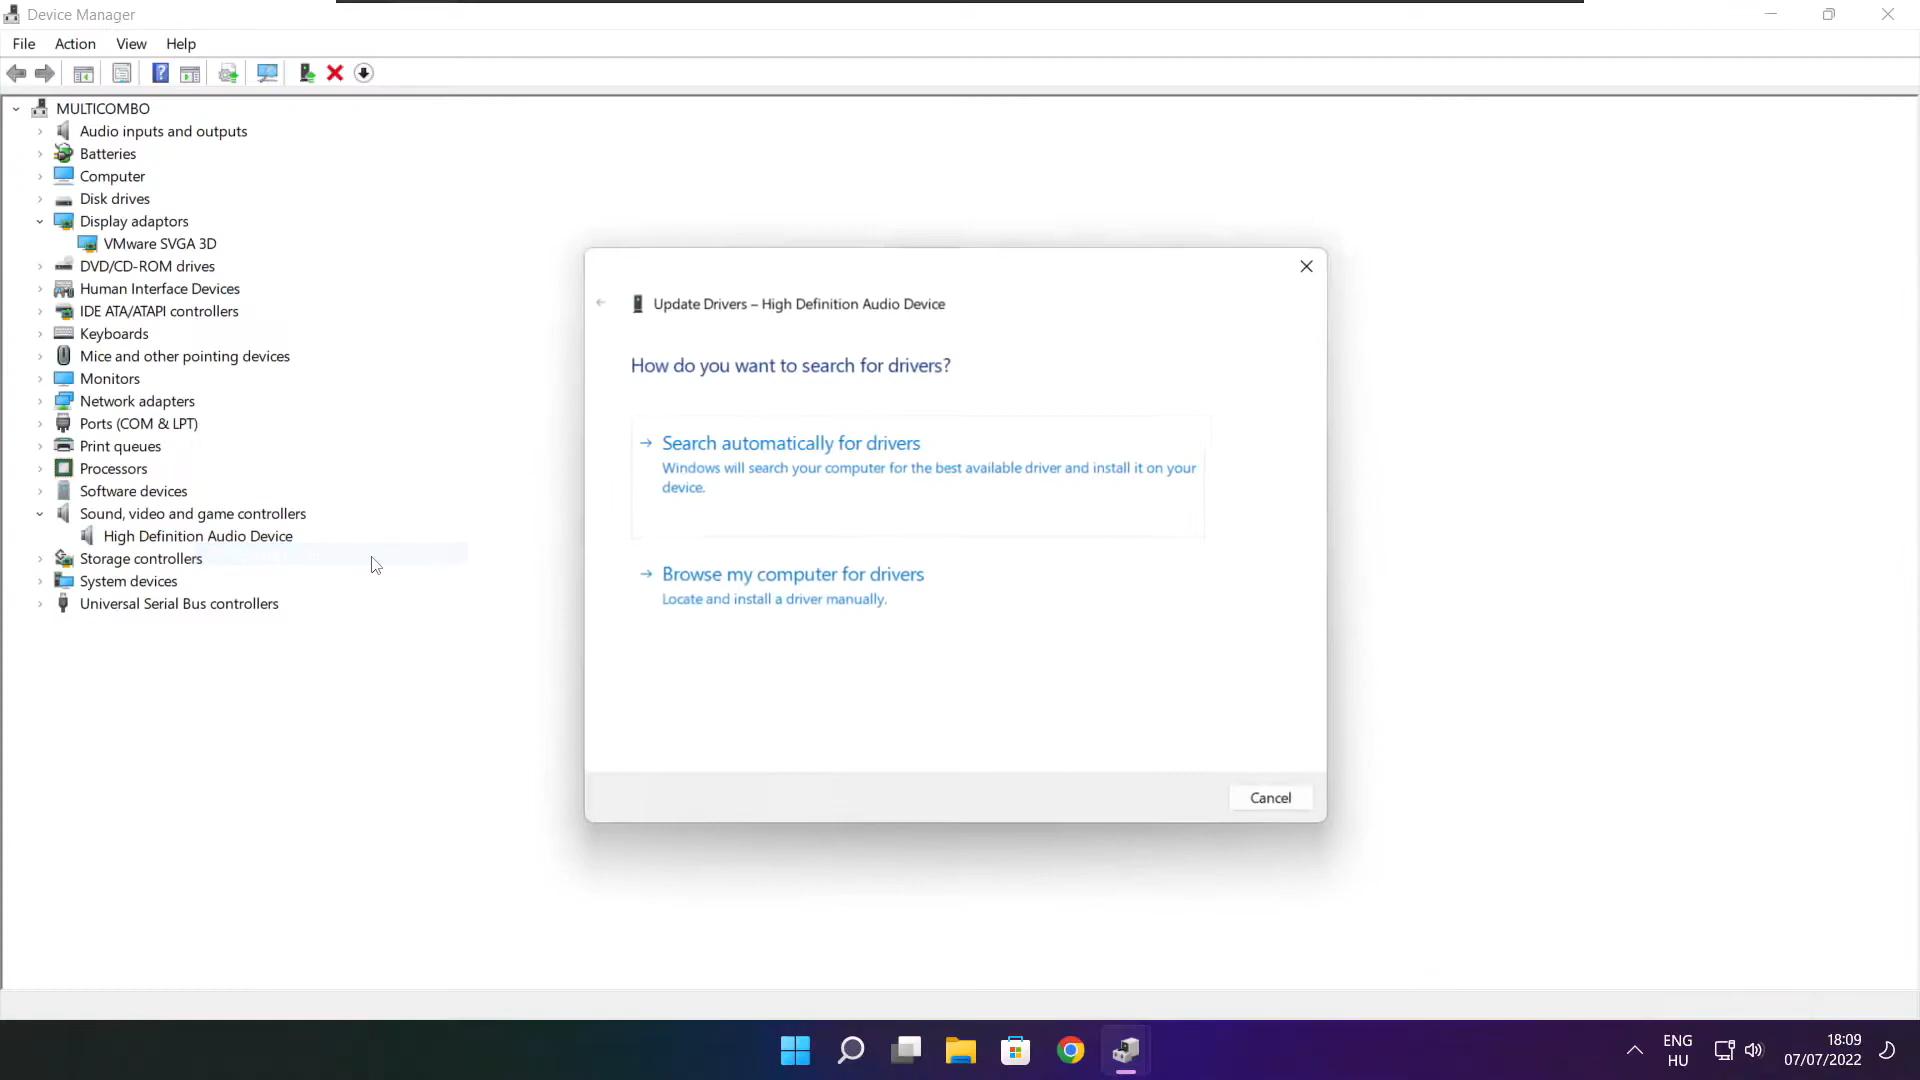 Device Manager
File Action View Help
MULTICOMBO
Audio inputs and outputs
Batteries
Computer
Disk drives
Display adaptors
VMware SVGA 3D
DVD/CD-ROM drives
Human Interface Devices
IDE ATA/ATAPI controllers
Keyboards
Mice and other pointing devices
Monitors
Network adapters
Ports (COM & LPT)
Print queues
Processors
Software devices
Sound, video and game controllers
High Definition Audio Device
Storage controllers
System devices
Universal Serial Bus controllers
Update Drivers – High Definition Audio Device
How do you want to search for drivers?
Search automatically for drivers
Windows will search your computer for the best available driver and install it on your
device.
Browse my computer for drivers
Locate and install a driver manually.
Cancel
ENG
HU
18:09
07/07/2022